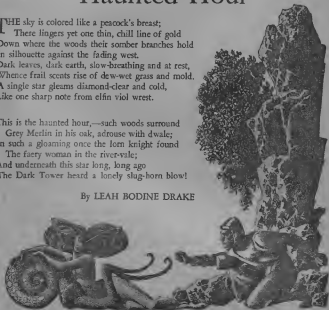 Haunted Hour
THE sky is colored like a peacock's breast;
There lingers yet one thin, chill line of gold
Down where the woods their somber branches hold
In silhouette against the fading west.
Dark leaves, dark earth, slow-breathing and at rest,
Whence frail scents rise of dew-wet grass and mold.
A single star gleams diamond-clear and cold,
Like one sharp note from elfin viol wrest.
This is the haunted hour,—such woods surround
Grey Merlin in his oak, adrouse with dwale;
In such a gloaming once the lorn knight found
The faery woman in the river-vale;
And underneath this star long, long ago
The Dark Tower heard a lonely slug-horn blow!
By LEAH BODINE DRAKE